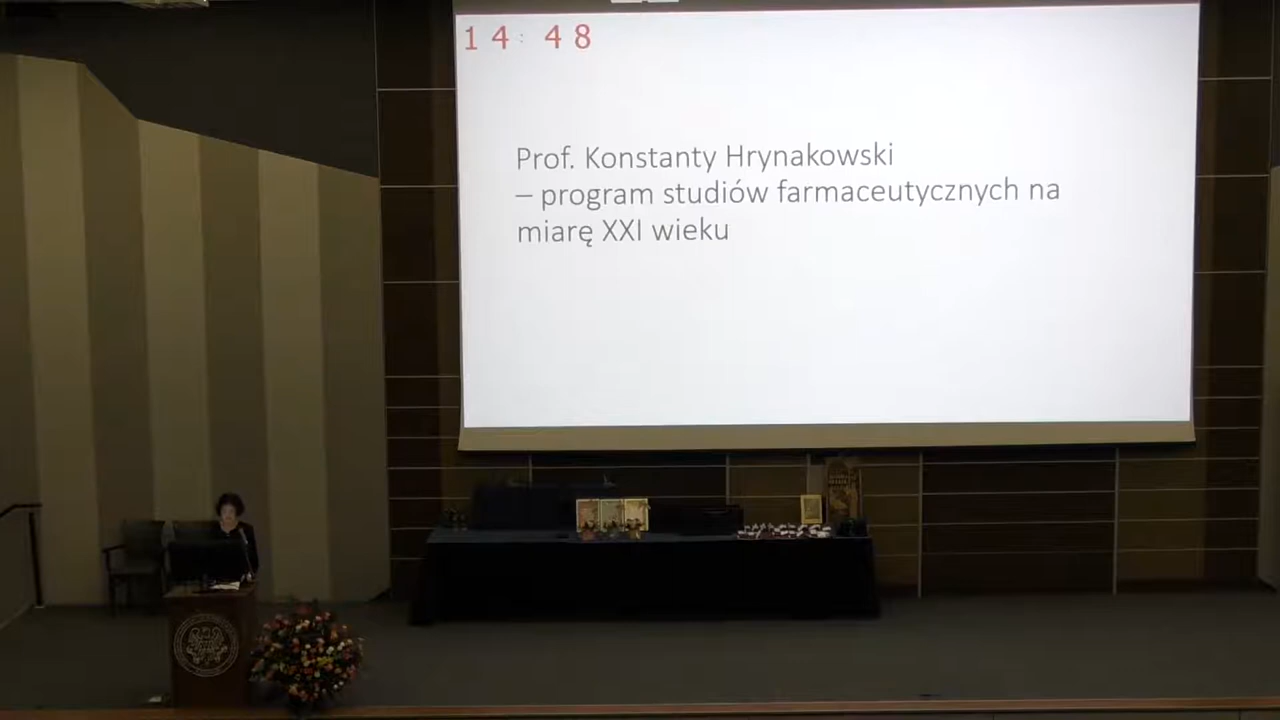 14:48
Prof. Konstanty Hrynakowski
– program studiów farmaceutycznych na
miarę XXI wieku